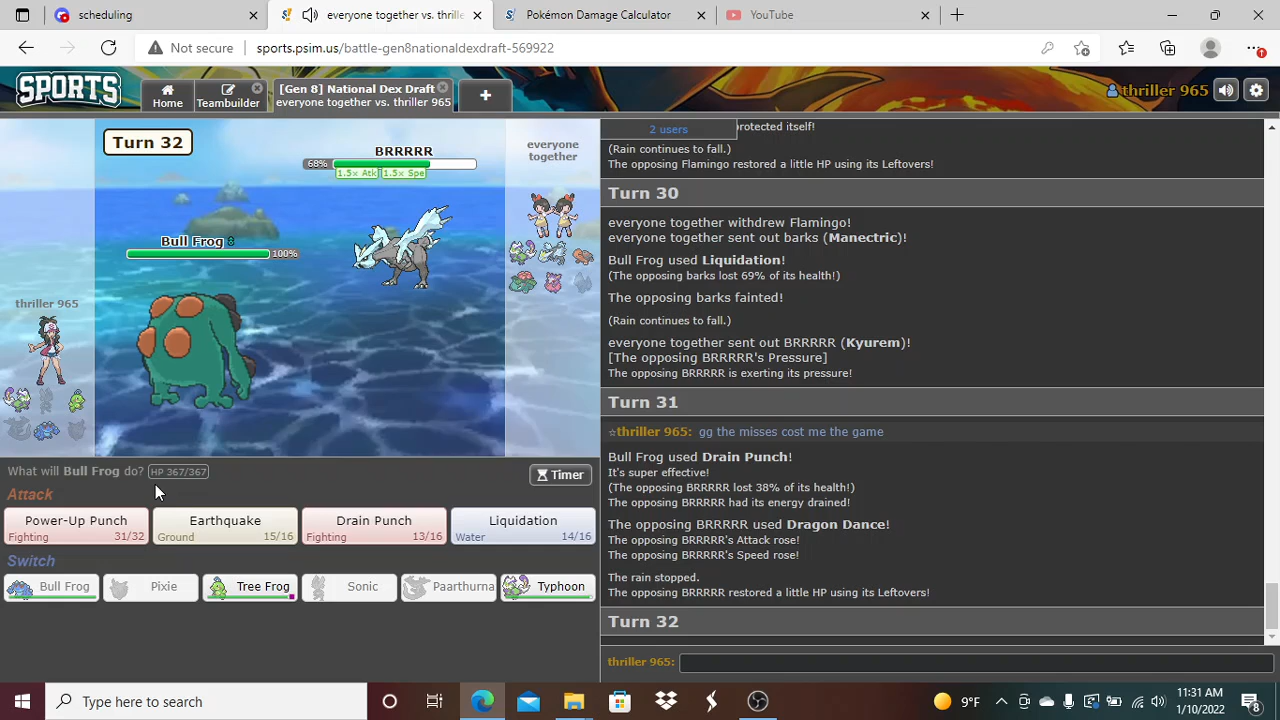 scheduling
everyone together vs. thrille
Pokémon Damage Calculator
YouTube
Not secure
sports.psim.us/battle-gen8nationaldexdraft-569922
SPORTS
Home
Teambuilder
[Gen 8] National Dex Draft
everyone together vs. thriller 965
thriller 965
Turn 32
BRRRRR
68%
1.5× Atk 1.5× Spe
everyone
together
Bull Frog
100%
thriller 965
What will Bull Frog do? HP 367/367
Timer
Attack
Power-Up Punch
Fighting 31/32
Earthquake
Ground 15/16
Drain Punch
Fighting 13/16
Liquidation
Water 14/16
Switch
Bull Frog
Pixie
Tree Frog
Sonic
Paarthurna
Typhoon
2 users
protected itself!
(Rain continues to fall.)
The opposing Flamingo restored a little HP using its Leftovers!
Turn 30
everyone together withdrew Flamingo!
everyone together sent out barks (Manectric)!
Bull Frog used Liquidation!
(The opposing barks lost 69% of its health!)
The opposing barks fainted!
(Rain continues to fall.)
everyone together sent out BRRRRR (Kyurem)!
[The opposing BRRRRR's Pressure]
The opposing BRRRRR is exerting its pressure!
Turn 31
☆thriller 965: gg the misses cost me the game
Bull Frog used Drain Punch!
It's super effective!
(The opposing BRRRRR lost 38% of its health!)
The opposing BRRRRR had its energy drained!
The opposing BRRRRR used Dragon Dance!
The opposing BRRRRR's Attack rose!
The opposing BRRRRR's Speed rose!
The rain stopped.
The opposing BRRRRR restored a little HP using its Leftovers!
Turn 32
thriller 965:
Type here to search
9°F
11:31 AM
1/10/2022
8